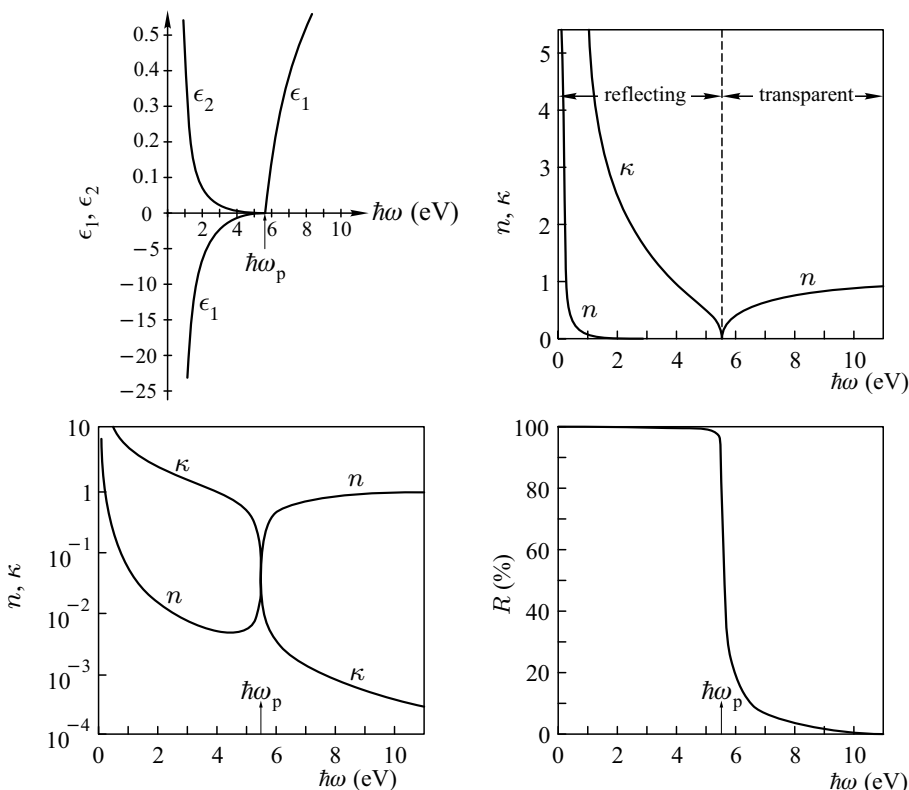 0.5
0.4
0.3
0.2
0.1
0
−5
−10
−15
−20
−25
2 4 6 8 10
ϵ₁, ϵ₂
ϵ₂
ϵ₁
ϵ₁
ℏω (eV)
ℏωₚ
5
4
3
2
1
0
n, κ
reflecting
transparent
κ
n
n
0 2 4 6 8 10
ℏω (eV)
10
1
10⁻¹
10⁻²
10⁻³
10⁻⁴
n, κ
κ
n
n
κ
ℏωₚ
0 2 4 6 8 10
ℏω (eV)
100
80
60
40
20
0
R (%)
ℏωₚ
0 2 4 6 8 10
ℏω (eV)